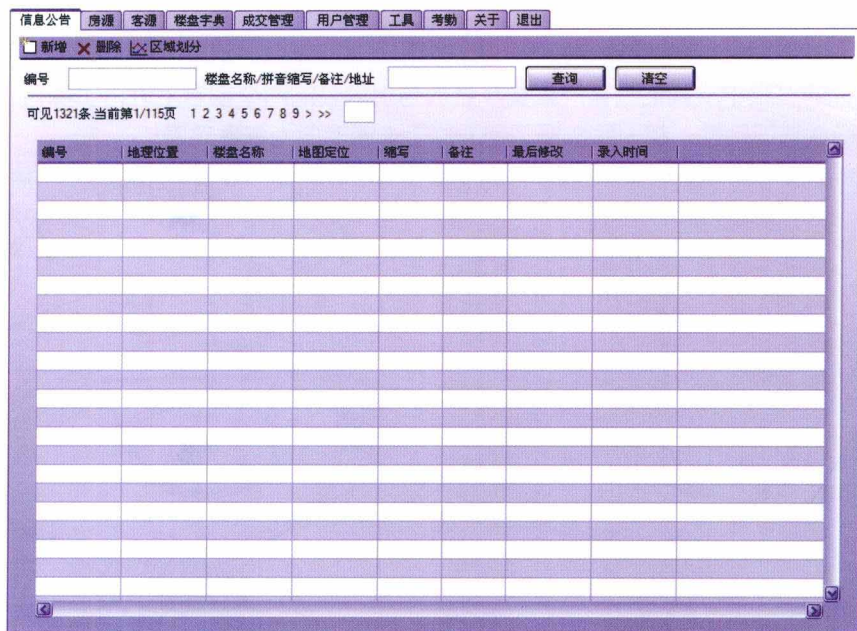 信息公告 房源 客源 楼盘字典 成交管理 用户管理 工具 考勤 关于 退出
新增 删除 区域划分
编号 楼盘名称/拼音缩写/备注/地址 查询 清空
可见1321条.当前第1/115页 1 2 3 4 5 6 7 8 9 > >>
编号 地理位置 楼盘名称 地图定位 缩写 备注 最后修改 录入时间